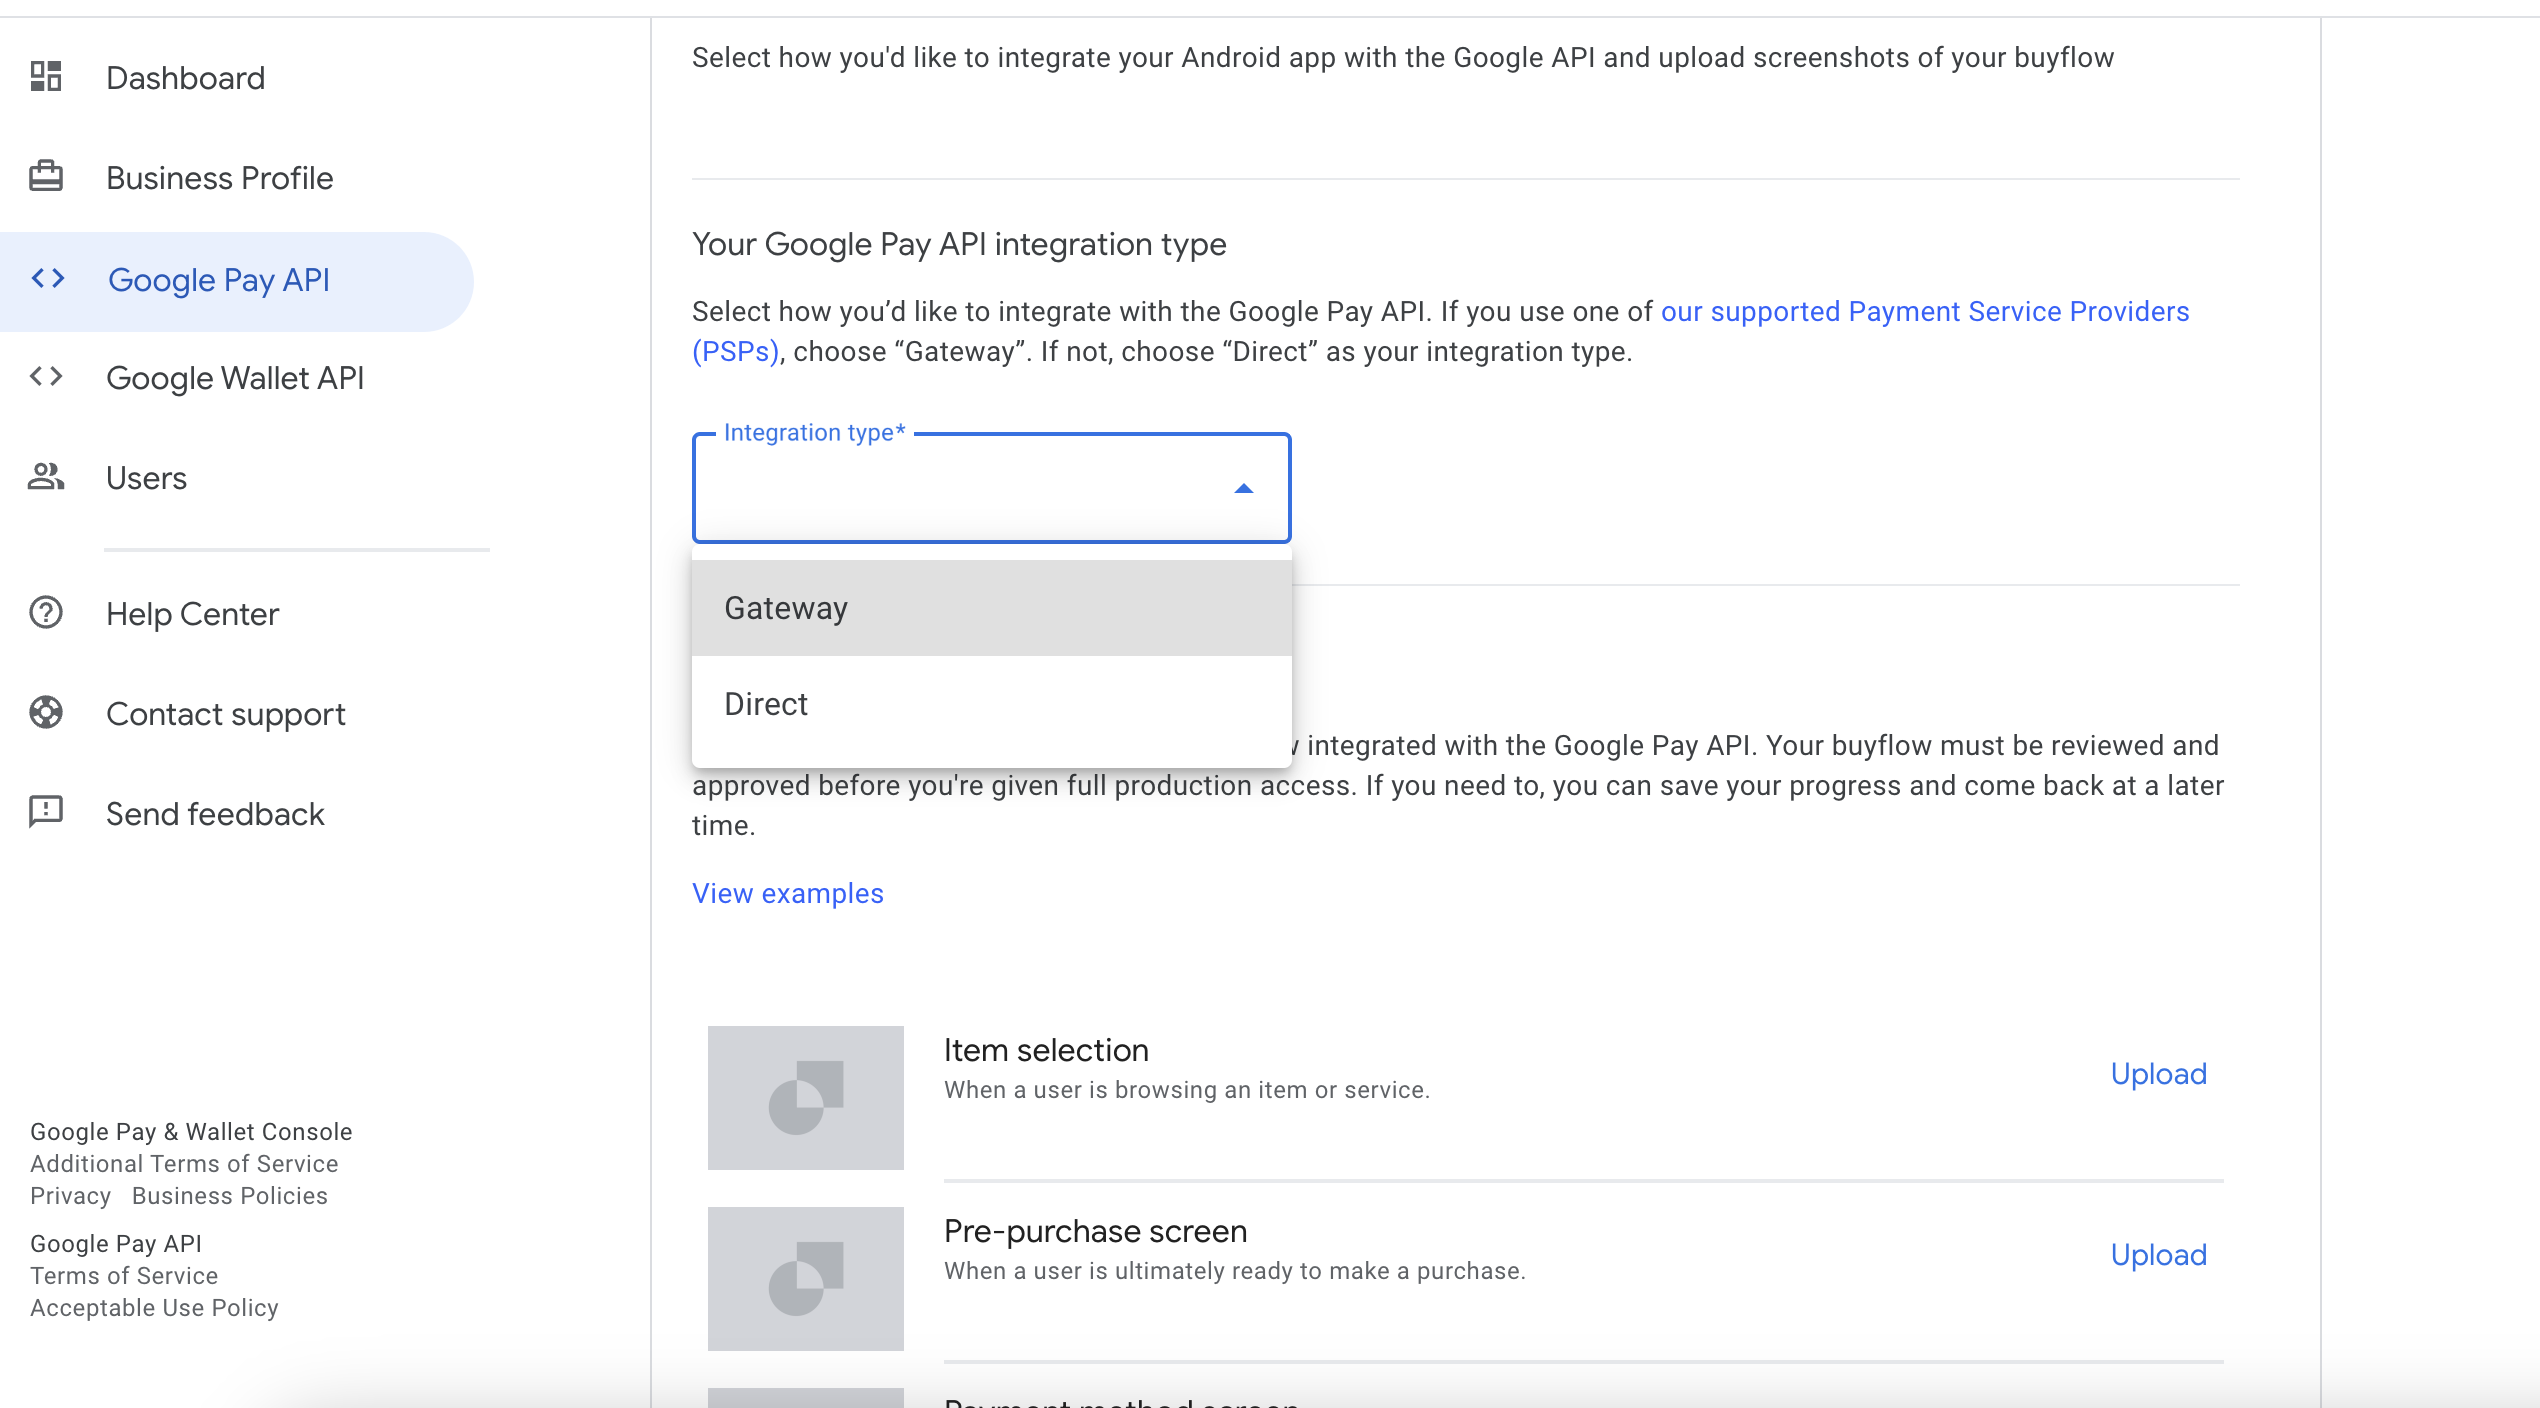 Dashboard
Business Profile
Google Pay API
Google Wallet API
Users
Help Center
Contact support
Send feedback
Google Pay & Wallet Console
Additional Terms of Service
Privacy Business Policies
Google Pay API
Terms of Service
Acceptable Use Policy
Select how you'd like to integrate your Android app with the Google API and upload screenshots of your buyflow
Your Google Pay API integration type
Select how you’d like to integrate with the Google Pay API. If you use one of our supported Payment Service Providers
(PSPs), choose “Gateway”. If not, choose “Direct” as your integration type.
Integration type*
Gateway
Direct
integrated with the Google Pay API. Your buyflow must be reviewed and
approved before you're given full production access. If you need to, you can save your progress and come back at a later
time.
View examples
Item selection
When a user is browsing an item or service.
Upload
Pre-purchase screen
When a user is ultimately ready to make a purchase.
Upload
Payment method screen